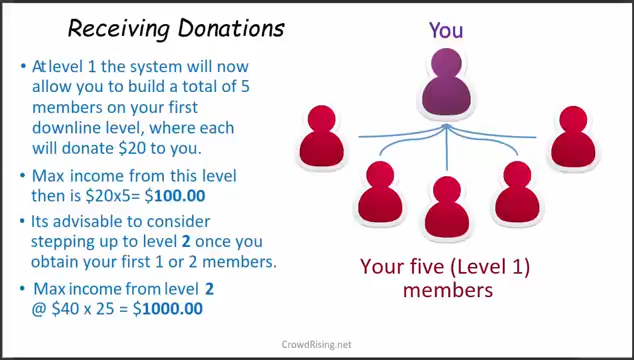 Receiving Donations
• At level 1 the system will now
allow you to build a total of 5
members on your first
downline level, where each
will donate $20 to you.
• Max income from this level
then is $20x5= $100.00
• Its advisable to consider
stepping up to level 2 once you
obtain your first 1 or 2 members.
• Max income from level 2
@ $40 x 25 = $1000.00
You
Your five (Level 1)
members
CrowdRising.net